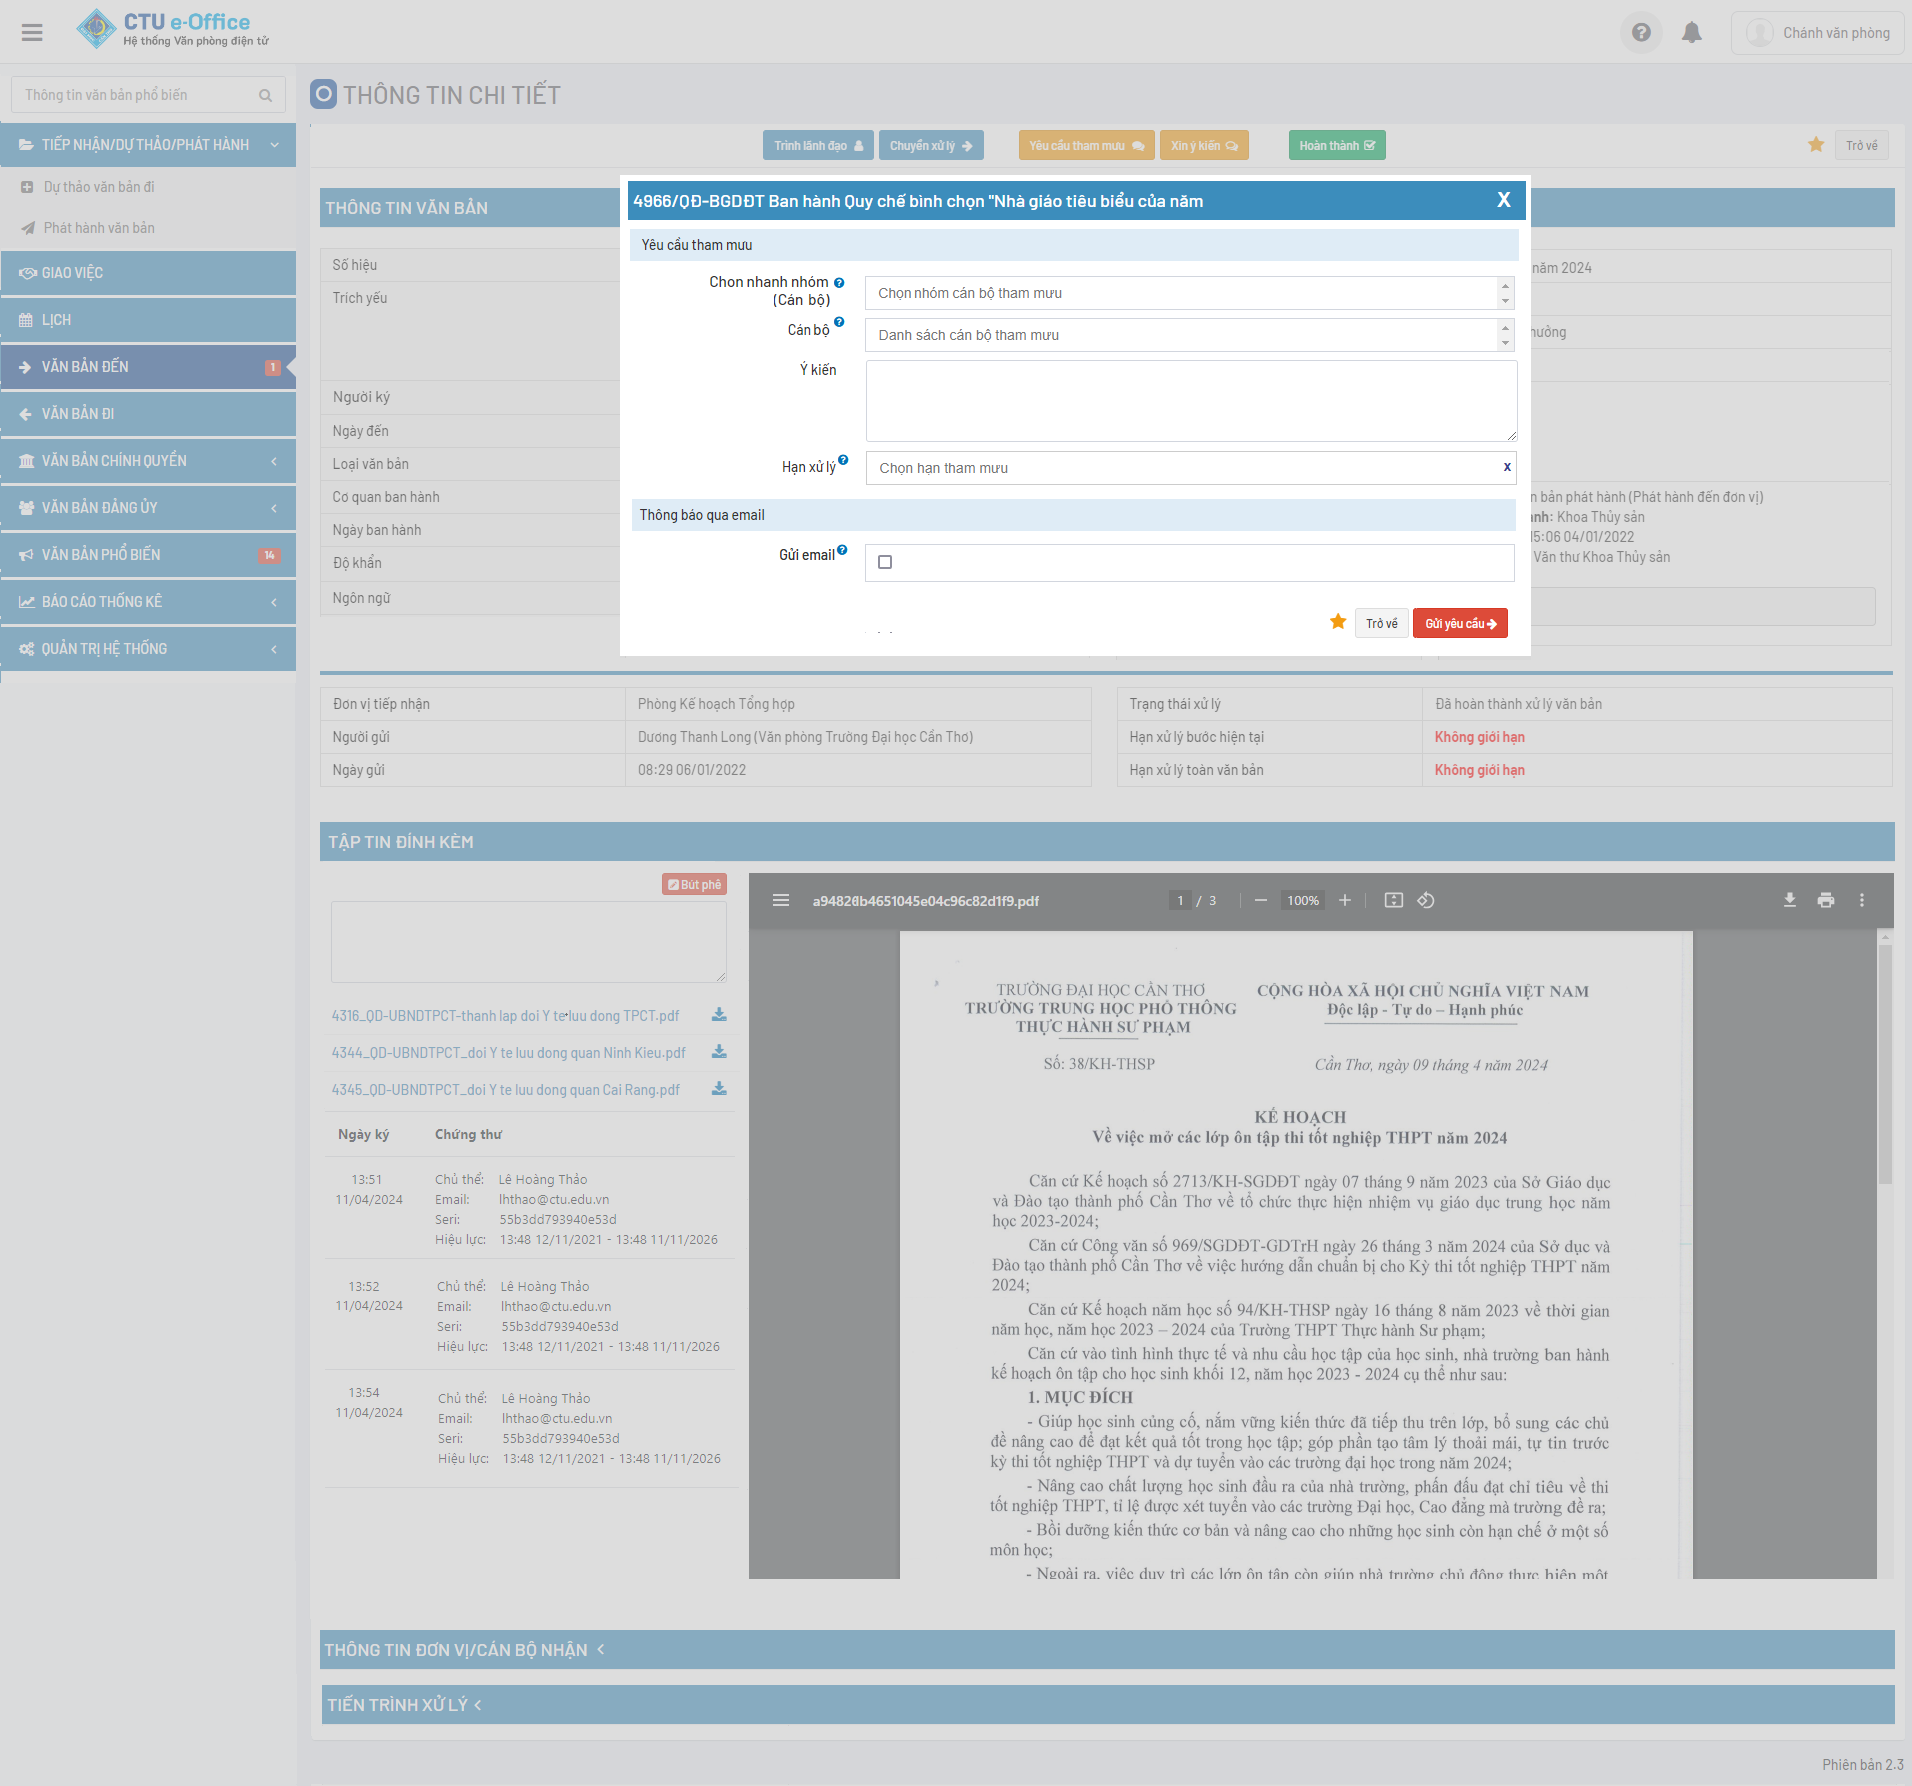 CTU e-Office
Hệ thống Văn phòng điện tử
Chánh văn phòng
Thông tin văn bản phổ biến
TIẾP NHẬN/DỰ THẢO/PHÁT HÀNH
Dự thảo văn bản đi
Phát hành văn bản
GIAO VIỆC
LỊCH
VĂN BẢN ĐẾN 1
VĂN BẢN ĐI
VĂN BẢN CHÍNH QUYỀN
VĂN BẢN ĐẢNG ỦY
VĂN BẢN PHỔ BIẾN 14
BÁO CÁO THỐNG KÊ
QUẢN TRỊ HỆ THỐNG
THÔNG TIN CHI TIẾT
Trình lãnh đạo
Chuyển xử lý
Yêu cầu tham mưu
Xin ý kiến
Hoàn thành
Trở về
THÔNG TIN VĂN BẢN
Số hiệu
Trích yếu
Người ký
Ngày đến
Loại văn bản
Cơ quan ban hành
Ngày ban hành
Độ khẩn
Ngôn ngữ
4966/QĐ-BGDĐT Ban hành Quy chế bình chọn "Nhà giáo tiêu biểu của năm X
Yêu cầu tham mưu
Chon nhanh nhóm
(Cán bộ)
Chọn nhóm cán bộ tham mưu
Cán bộ
Danh sách cán bộ tham mưu
Ý kiến
Hạn xử lý
Chọn hạn tham mưu X
Thông báo qua email
Gửi email
Trở về
Gửi yêu cầu
năm 2024
hưởng
n bản phát hành (Phát hành đến đơn vị)
ành: Khoa Thủy sản
15:06 04/01/2022
Văn thư Khoa Thủy sản
Đơn vị tiếp nhận Phòng Kế hoạch Tổng hợp
Người gửi Dương Thanh Long (Văn phòng Trường Đại học Cần Thơ)
Ngày gửi 08:29 06/01/2022
Trạng thái xử lý Đã hoàn thành xử lý văn bản
Hạn xử lý bước hiện tại Không giới hạn
Hạn xử lý toàn văn bản Không giới hạn
TẬP TIN ĐÍNH KÈM
Bút phê
4316_QD-UBNDTPCT-thanh lap doi Y te luu dong TPCT.pdf
4344_QD-UBNDTPCT_doi Y te luu dong quan Ninh Kieu.pdf
4345_QD-UBNDTPCT_doi Y te luu dong quan Cai Rang.pdf
Ngày ký Chứng thư
13:51
11/04/2024
Chủ thể: Lê Hoàng Thảo
Email: lhthao@ctu.edu.vn
Seri: 55b3dd793940e53d
Hiệu lực: 13:48 12/11/2021 - 13:48 11/11/2026
13:52
11/04/2024
Chủ thể: Lê Hoàng Thảo
Email: lhthao@ctu.edu.vn
Seri: 55b3dd793940e53d
Hiệu lực: 13:48 12/11/2021 - 13:48 11/11/2026
13:54
11/04/2024
Chủ thể: Lê Hoàng Thảo
Email: lhthao@ctu.edu.vn
Seri: 55b3dd793940e53d
Hiệu lực: 13:48 12/11/2021 - 13:48 11/11/2026
1 / 3 100%
TRƯỜNG ĐẠI HỌC CẦN THƠ
TRƯỜNG TRUNG HỌC PHỔ THÔNG
THỰC HÀNH SƯ PHẠM
Số: 38/KH-THSP
CỘNG HÒA XÃ HỘI CHỦ NGHĨA VIỆT NAM
Độc lập - Tự do – Hạnh phúc
Cần Thơ, ngày 09 tháng 4 năm 2024
KẾ HOẠCH
Về việc mở các lớp ôn tập thi tốt nghiệp THPT năm 2024
Căn cứ Kế hoạch số 2713/KH-SGDĐT ngày 07 tháng 9 năm 2023 của Sở Giáo dục
và Đào tạo thành phố Cần Thơ về tổ chức thực hiện nhiệm vụ giáo dục trung học năm
học 2023-2024;
Căn cứ Công văn số 969/SGDĐT-GDTrH ngày 26 tháng 3 năm 2024 của Sở dục và
Đào tạo thành phố Cần Thơ về việc hướng dẫn chuẩn bị cho Kỳ thi tốt nghiệp THPT năm
2024;
Căn cứ Kế hoạch năm học số 94/KH-THSP ngày 16 tháng 8 năm 2023 về thời gian
năm học, năm học 2023 – 2024 của Trường THPT Thực hành Sư phạm;
Căn cứ vào tình hình thực tế và nhu cầu học tập của học sinh, nhà trường ban hành
kế hoạch ôn tập cho học sinh khối 12, năm học 2023 - 2024 cụ thể như sau:
1. MỤC ĐÍCH
- Giúp học sinh củng cố, nắm vững kiến thức đã tiếp thu trên lớp, bổ sung các chủ
đề nâng cao để đạt kết quả tốt trong học tập; góp phần tạo tâm lý thoải mái, tự tin trước
kỳ thi tốt nghiệp THPT và dự tuyển vào các trường đại học trong năm 2024;
- Nâng cao chất lượng học sinh đầu ra của nhà trường, phấn đấu đạt chỉ tiêu về thi
tốt nghiệp THPT, tỉ lệ được xét tuyển vào các trường Đại học, Cao đẳng mà trường đề ra;
- Bồi dưỡng kiến thức cơ bản và nâng cao cho những học sinh còn hạn chế ở một số
môn học;
- Ngoài ra, việc duy trì các lớp ôn tập còn giúp nhà trường chủ động thực hiện một
THÔNG TIN ĐƠN VỊ/CÁN BỘ NHẬN
TIẾN TRÌNH XỬ LÝ
Phiên bản 2.3